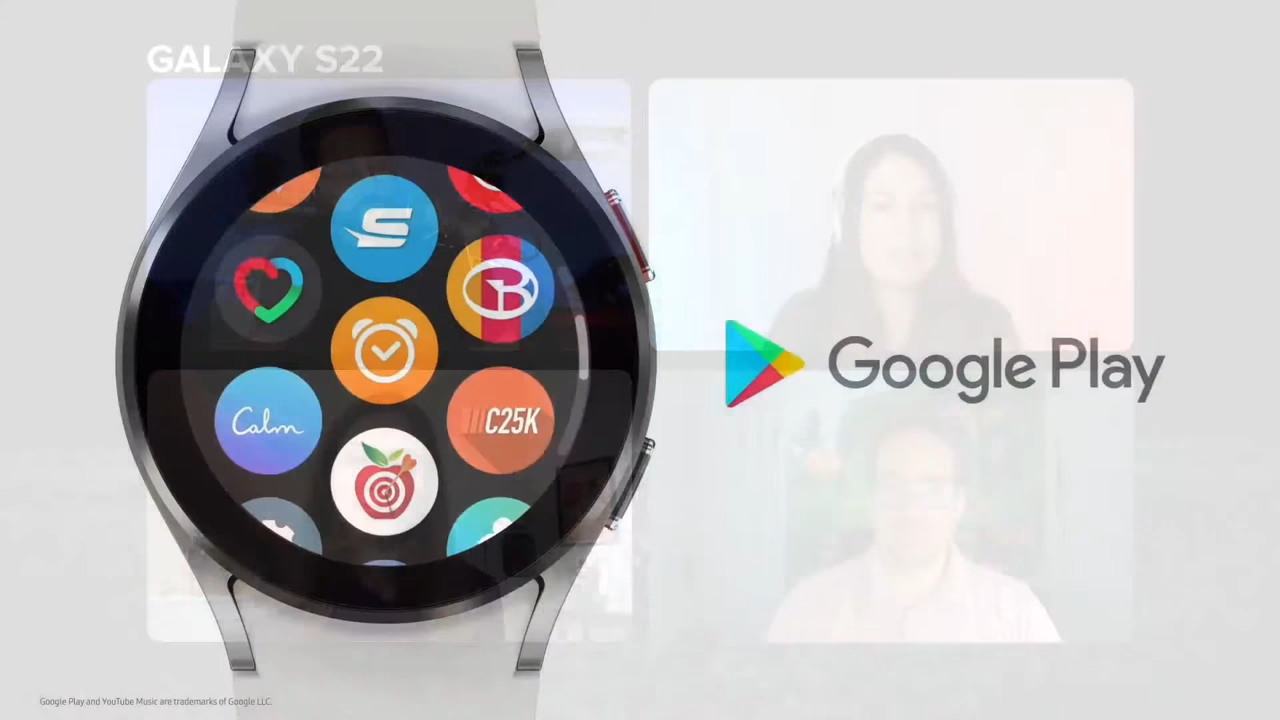 GALAXY S22
S
B
Calm
C25K
Google Play
Google Play and YouTube Music are trademarks of Google LLC.